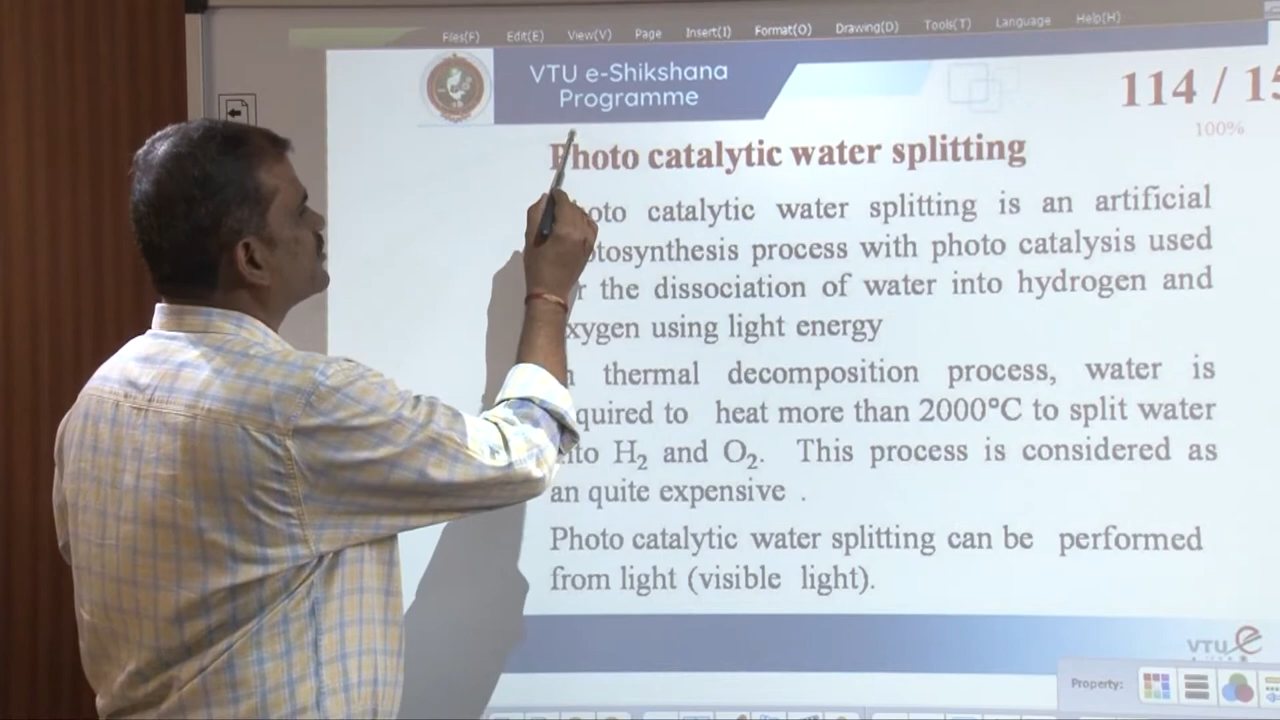 Files(F) Edit(E) View(V) Page Insert(I) Format(O) Drawing(D) Tools(T) Language Help(H)
VTU e-Shikshana
Programme
114 / 15
100%
Photo catalytic water splitting
oto catalytic water splitting is an artificial
otosynthesis process with photo catalysis used
r the dissociation of water into hydrogen and
xygen using light energy
n thermal decomposition process, water is
quired to heat more than 2000°C to split water
nto H₂ and O₂. This process is considered as
an quite expensive .
Photo catalytic water splitting can be performed
from light (visible light).
VTU e
Property: